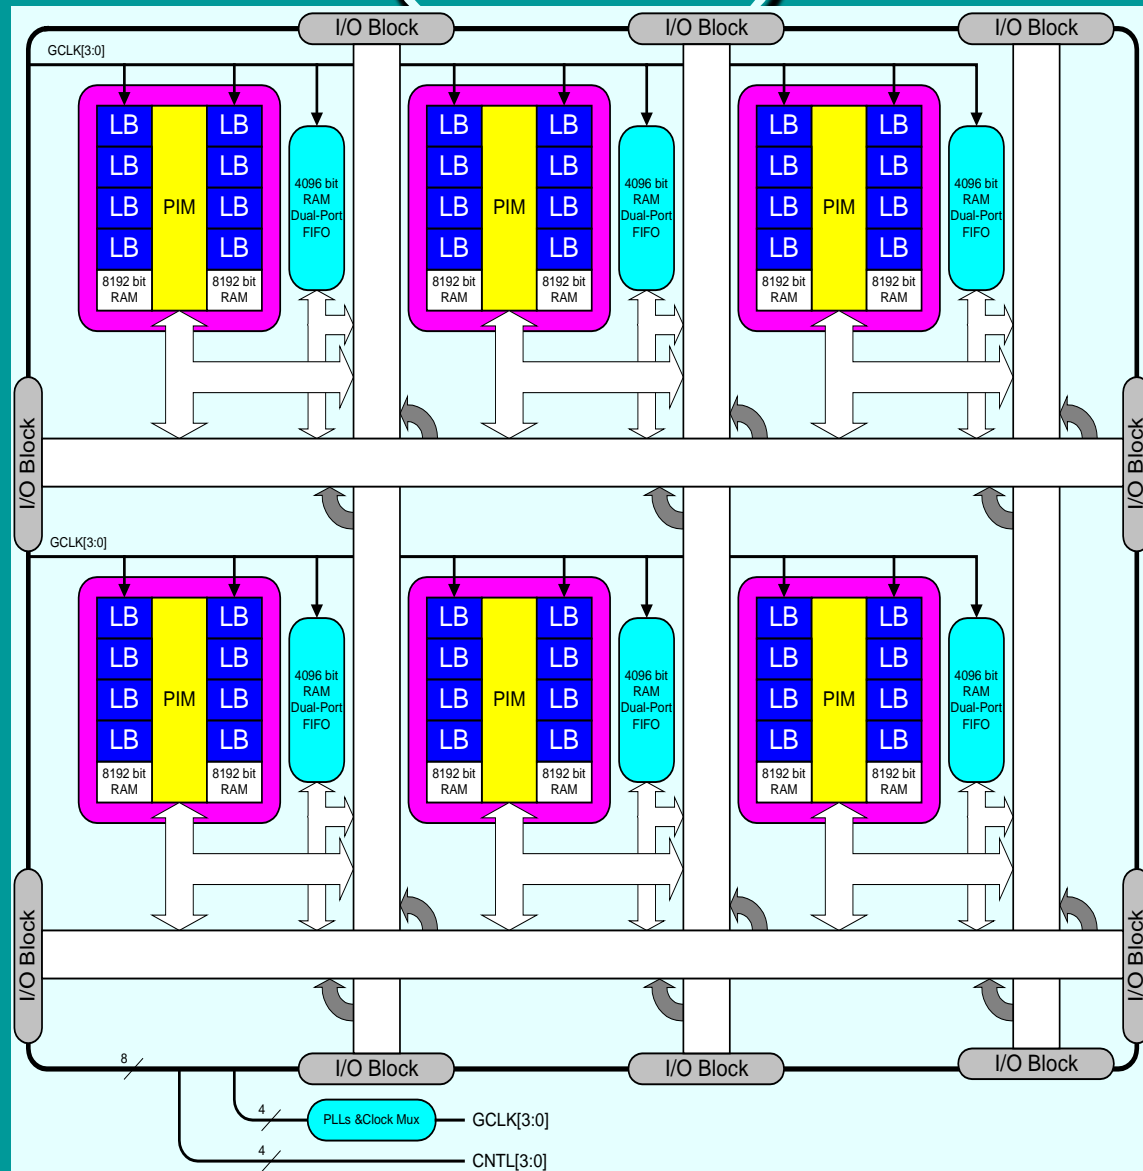 I/O Block
I/O Block
I/O Block
GCLK[3:0]
LB LB LB LB LB LB
LB LB LB LB LB LB
LB LB LB LB LB LB
LB LB LB LB LB LB
PIM PIM PIM
4096 bit
RAM
Dual-Port
FIFO
4096 bit
RAM
Dual-Port
FIFO
4096 bit
RAM
Dual-Port
FIFO
8192 bit
RAM
8192 bit
RAM
8192 bit
RAM
8192 bit
RAM
8192 bit
RAM
8192 bit
RAM
I/O Block
I/O Block
GCLK[3:0]
LB LB LB LB LB LB
LB LB LB LB LB LB
LB LB LB LB LB LB
LB LB LB LB LB LB
PIM PIM PIM
4096 bit
RAM
Dual-Port
FIFO
4096 bit
RAM
Dual-Port
FIFO
4096 bit
RAM
Dual-Port
FIFO
8192 bit
RAM
8192 bit
RAM
8192 bit
RAM
8192 bit
RAM
8192 bit
RAM
8192 bit
RAM
I/O Block
I/O Block
8
I/O Block
I/O Block
I/O Block
4
PLLs &Clock Mux
GCLK[3:0]
4
CNTL[3:0]